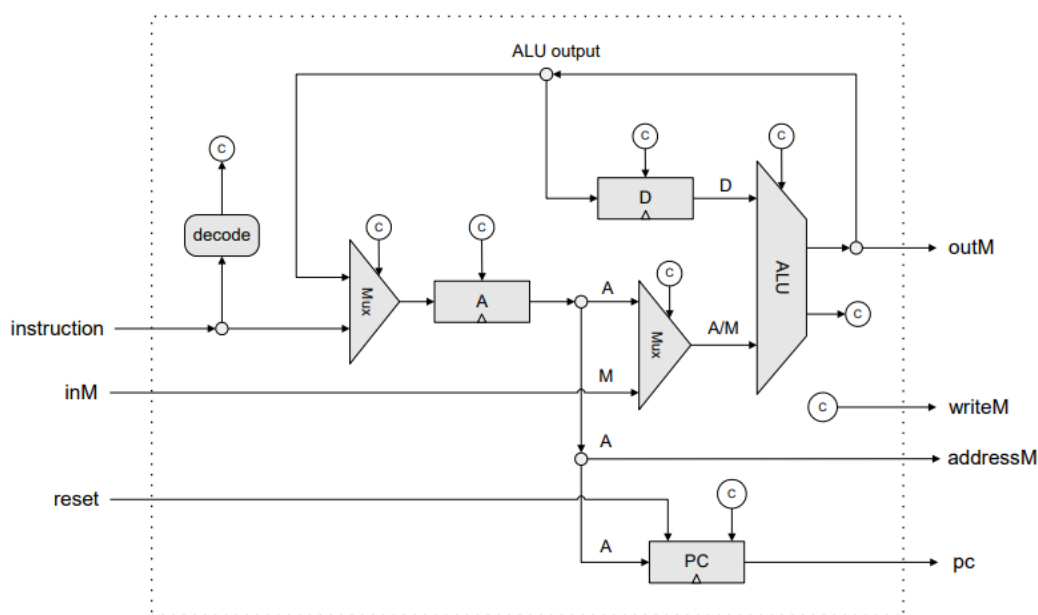 ALU output
C
C
C
D
D
decode
C
C
outM
Mux
C
ALU
A
A
C
instruction
Mux
A/M
inM
M
C
writeM
A
addressM
reset
C
A
PC
pc